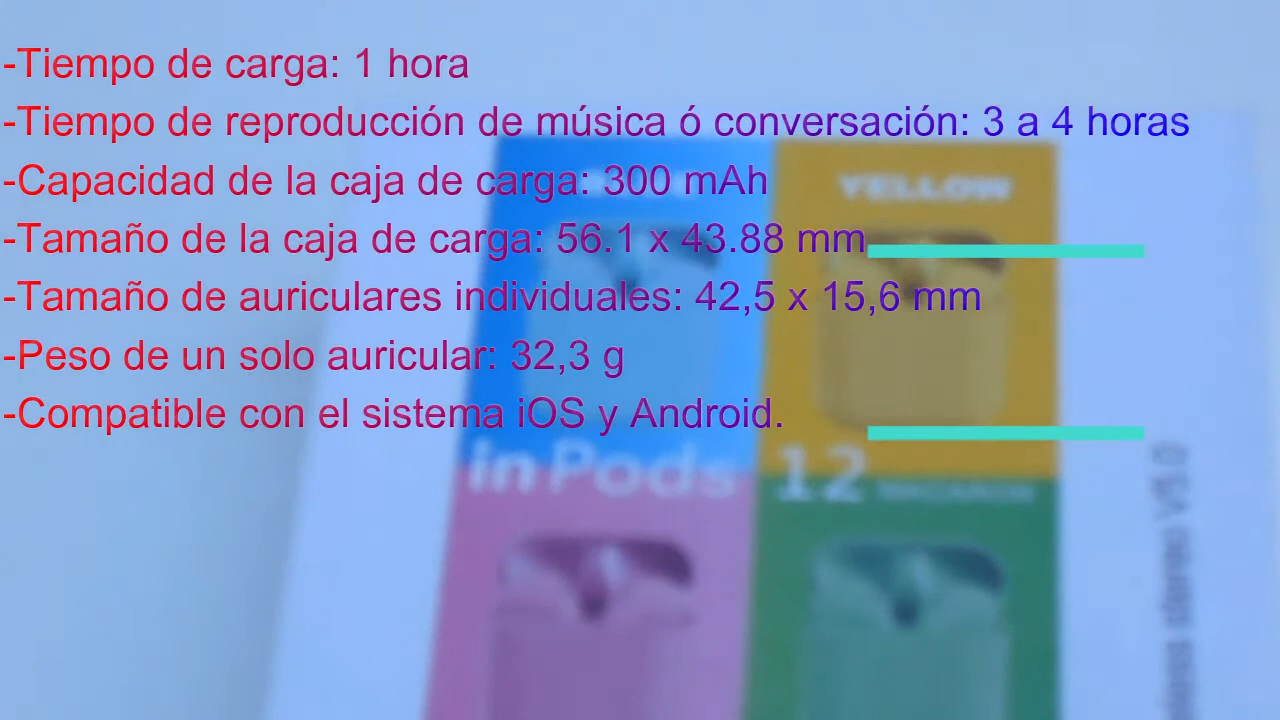 -Tiempo de carga: 1 hora
-Tiempo de reproducción de música ó conversación: 3 a 4 horas
-Capacidad de la caja de carga: 300 mAh
YELLOW
-Tamaño de la caja de carga: 56.1 x 43.88 mm
-Tamaño de auriculares individuales: 42,5 x 15,6 mm
-Peso de un solo auricular: 32,3 g
-Compatible con el sistema iOS y Android.
inPods 12
stereo V5.0